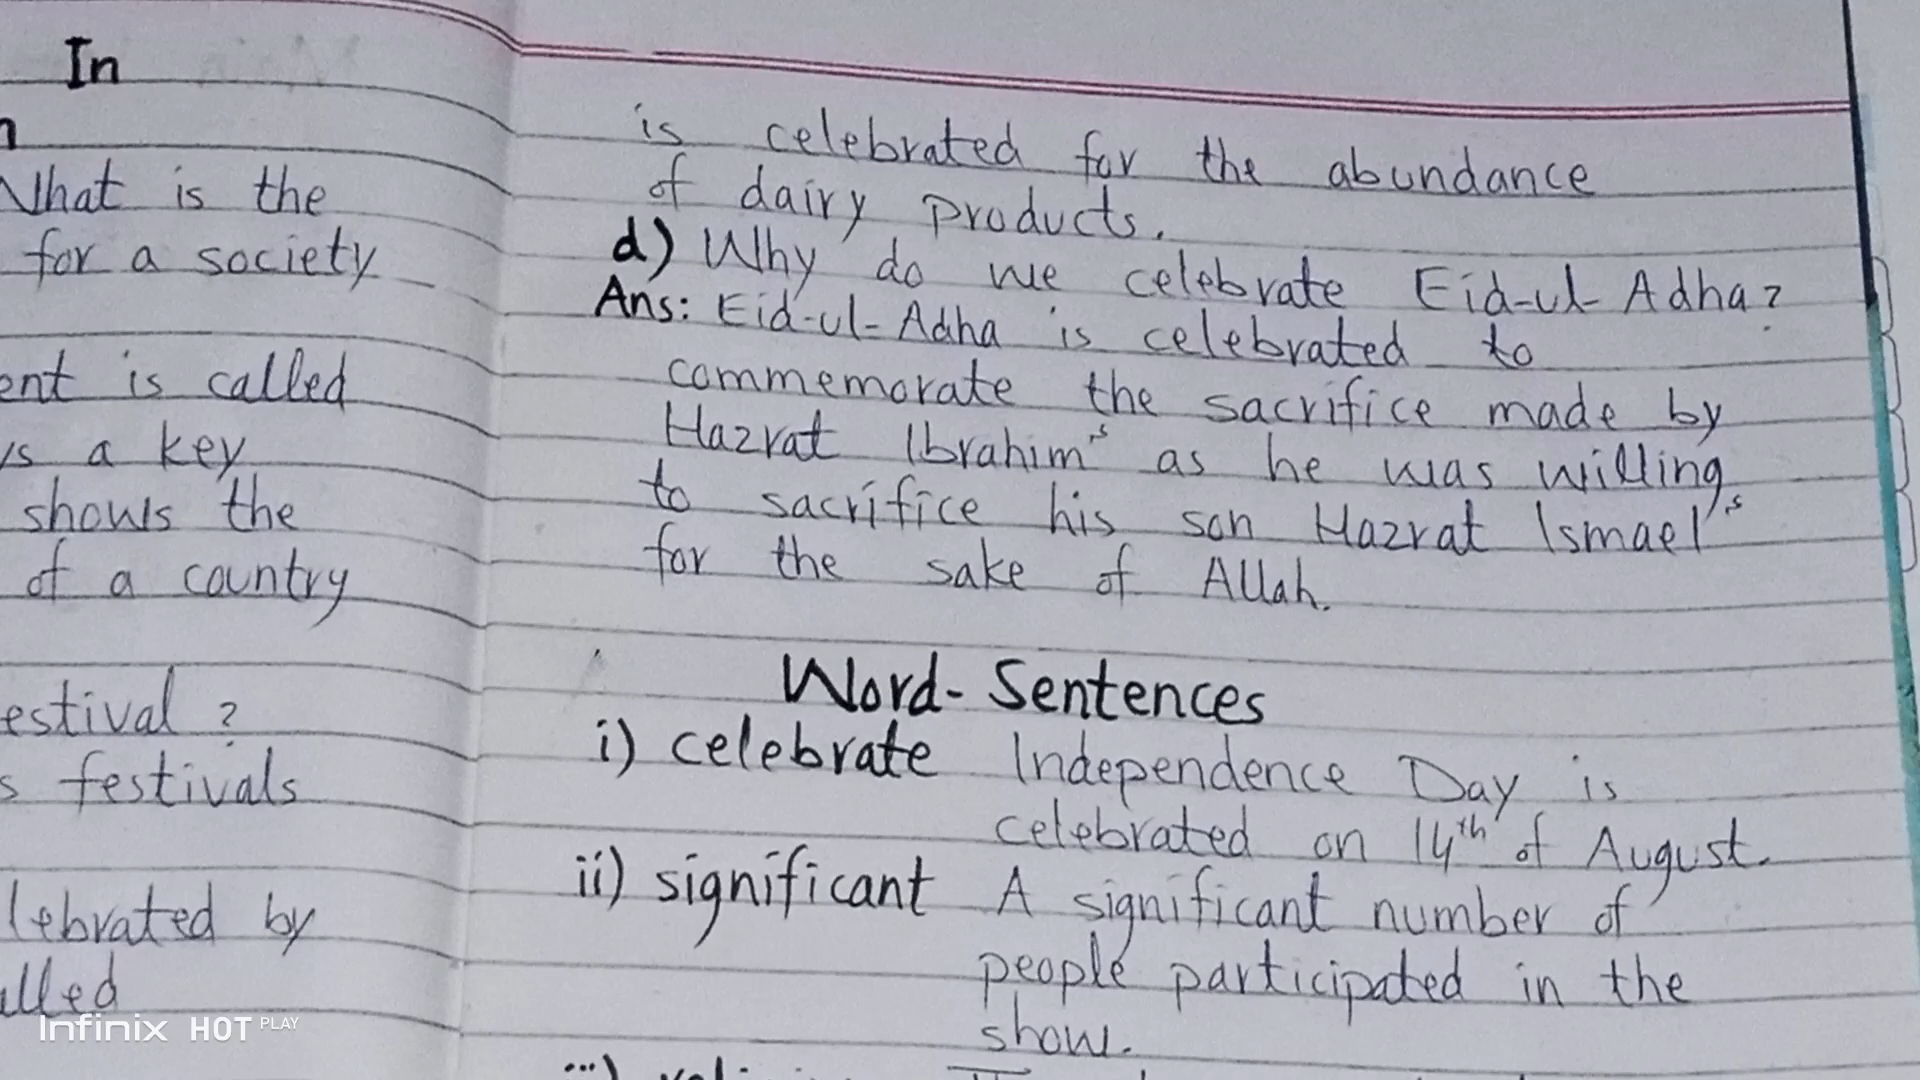 In
What is the
for a society
ent is called
is a key
shows the
of a country
estival ?
s festivals
lebrated by
alled
is celebrated for the abundance
of dairy products.
d) Why do we celebrate Eid-ul-Adha?
Ans: Eid-ul-Adha is celebrated to
commemorate the sacrifice made by
Hazrat Ibrahim's as he was willing
to sacrifice his son Hazrat Ismael's
for the sake of Allah.
Word-Sentences
i) celebrate Independence Day is
celebrated on 14th of August.
ii) significant A significant number of
people participated in the
show.
Infinix HOT PLAY